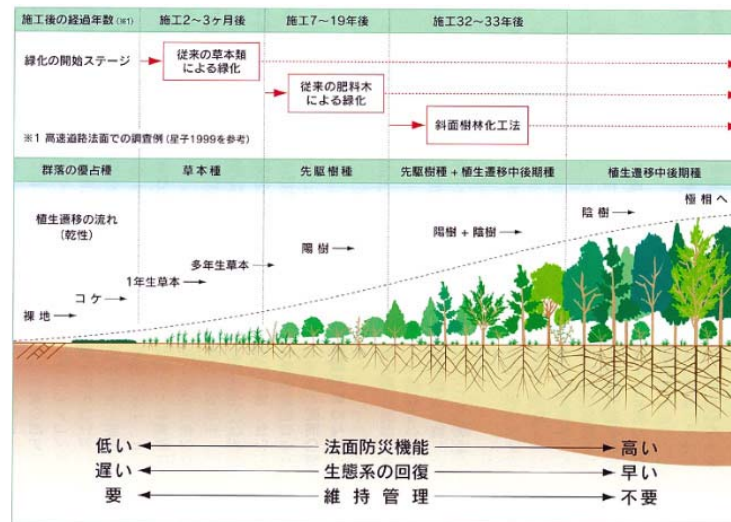 施工後の経過年数(※1) 施工2〜3ヶ月後 施工7〜19年後 施工32〜33年後
緑化の開始ステージ
従来の草本類
による緑化
従来の肥料木
による緑化
斜面樹林化工法
※1 高速道路法面での調査例(星子1999を参考)
群落の優占種 草本種 先駆樹種 先駆樹種+植生遷移中後期種 植生遷移中後期種
植生遷移の流れ
(乾性)
裸地→
コケ→
1年生草本→
多年生草本→
陽樹→
陽樹+陰樹→
陰樹→
極相へ
低い 法面防災機能 高い
遅い 生態系の回復 早い
要 維持管理 不要